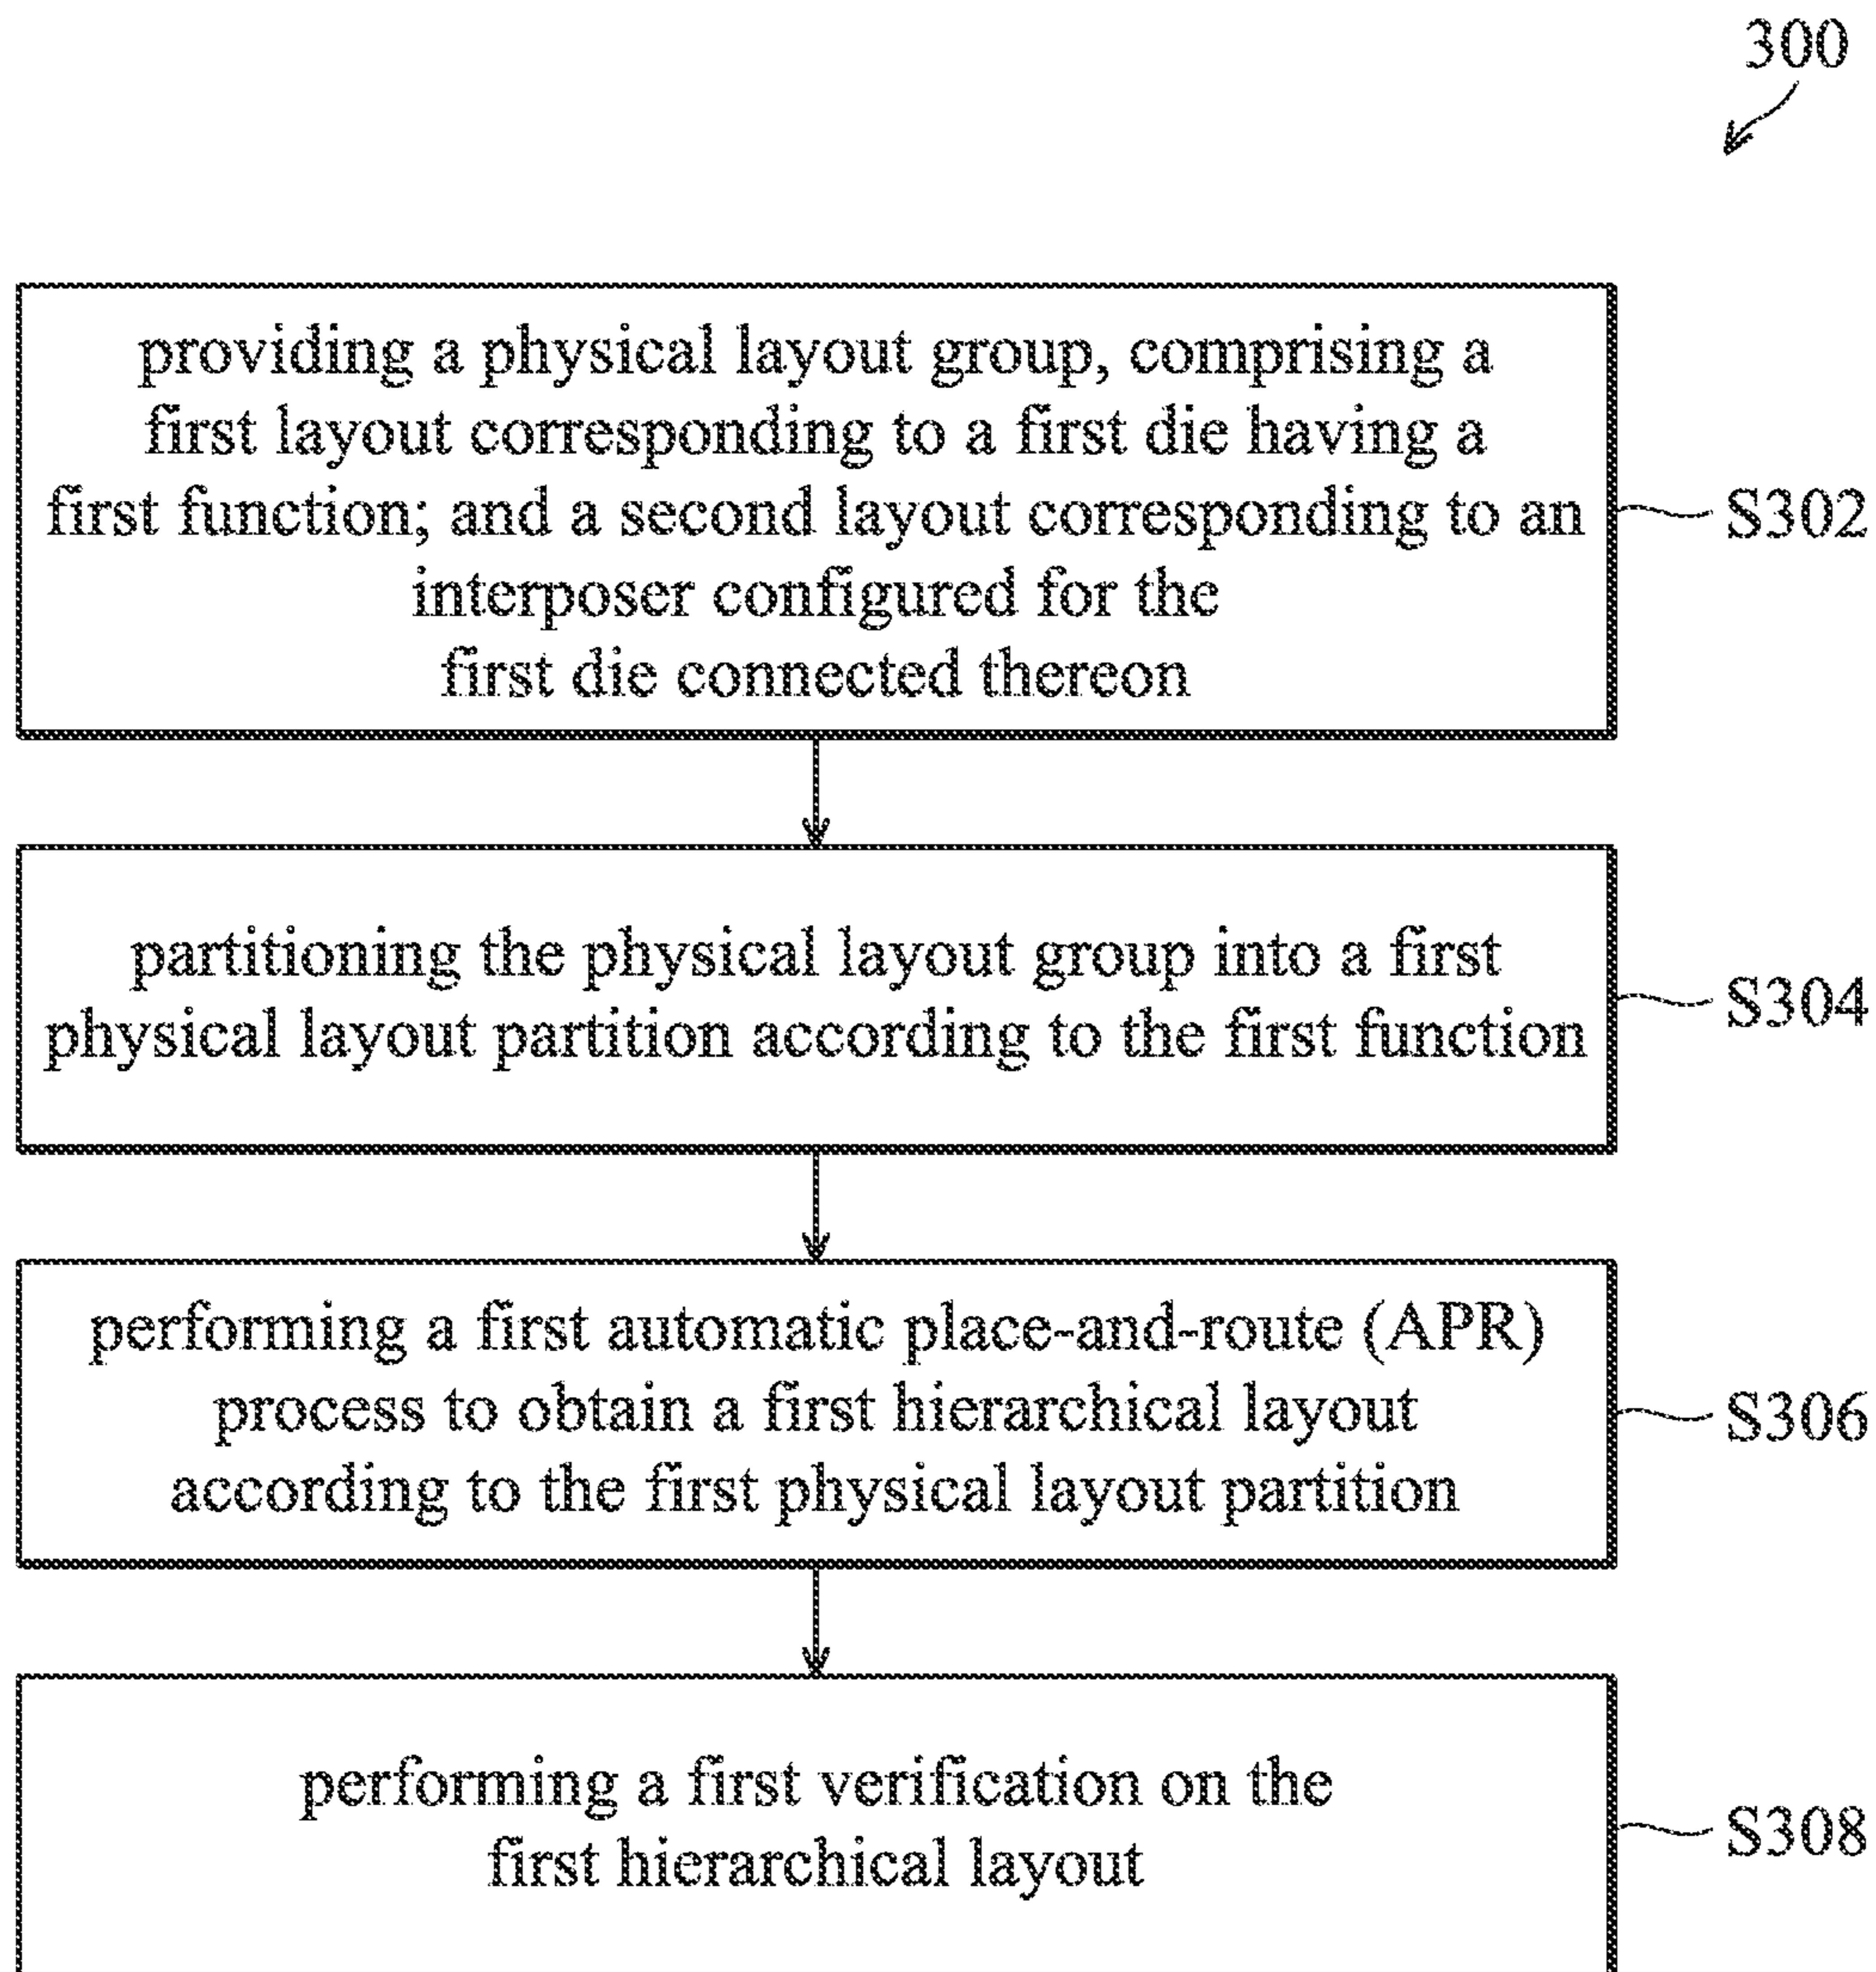 300
providing a physical layout group, comprising a
first layout corresponding to a first die having a
first function; and a second layout corresponding to an
interposer configured for the
first die connected thereon
S302
partitioning the physical layout group into a first
physical layout partition according to the first function
S304
performing a first automatic place-and-route (APR)
process to obtain a first hierarchical layout
according to the first physical layout partition
S306
performing a first verification on the
first hierarchical layout
S308